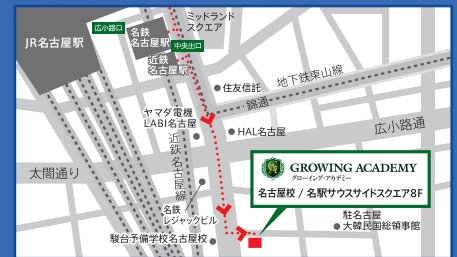 JR名古屋駅
広小路口
名鉄
名古屋駅
中央出口
近鉄
名古屋駅
ミッドランド
スクエア
住友信託
地下鉄東山線
錦通
ヤマダ電機
LABI名古屋
HAL名古屋
広小路通
近鉄名古屋線
太閤通り
GROWING ACADEMY
グローイング・アカデミー
名古屋校 / 名駅サウスサイドスクエア8F
名鉄
レジャックビル
駐名古屋
大韓民国総領事館
駿台予備学校名古屋校